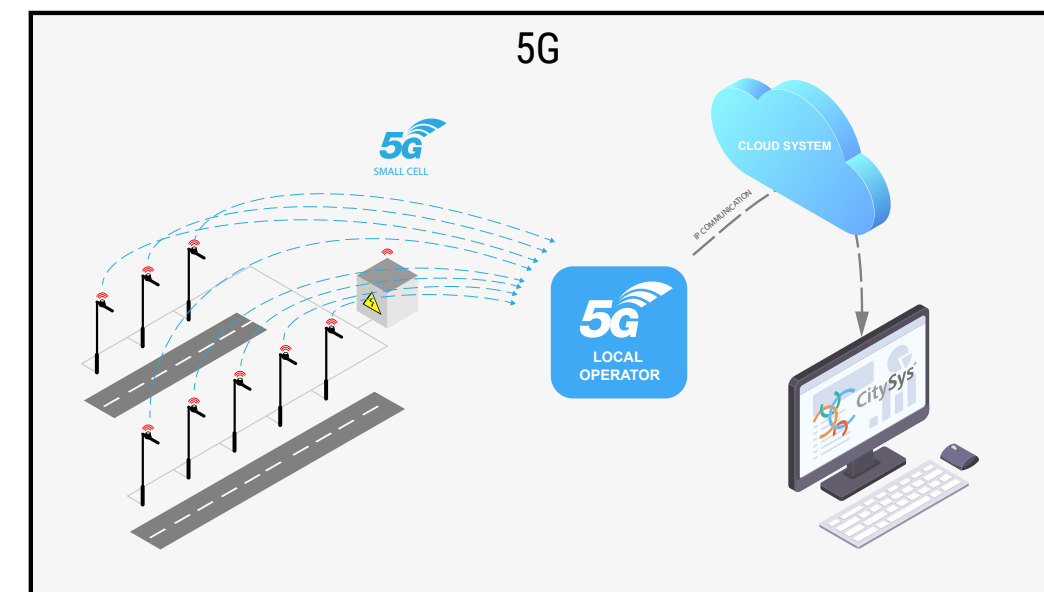 5G
5G
SMALL CELL
CLOUD SYSTEM
IP COMMUNICATION
5G
LOCAL
OPERATOR
CitySys